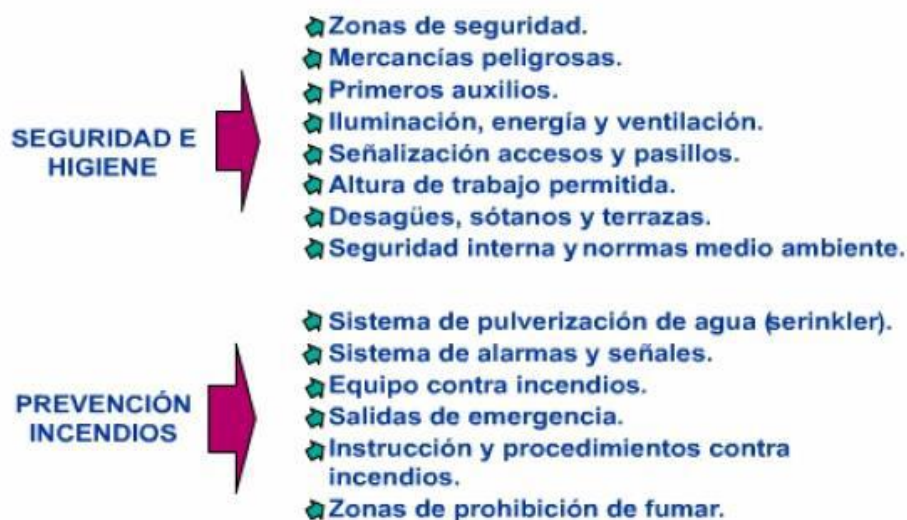 SEGURIDAD E
HIGIENE
Zonas de seguridad.
Mercancías peligrosas.
Primeros auxilios.
Iluminación, energía y ventilación.
Señalización accesos y pasillos.
Altura de trabajo permitida.
Desagües, sótanos y terrazas.
Seguridad interna y norrmas medio ambiente.
PREVENCIÓN
INCENDIOS
Sistema de pulverización de agua (serinkler).
Sistema de alarmas y señales.
Equipo contra incendios.
Salidas de emergencia.
Instrucción y procedimientos contra
incendios.
Zonas de prohibición de fumar.